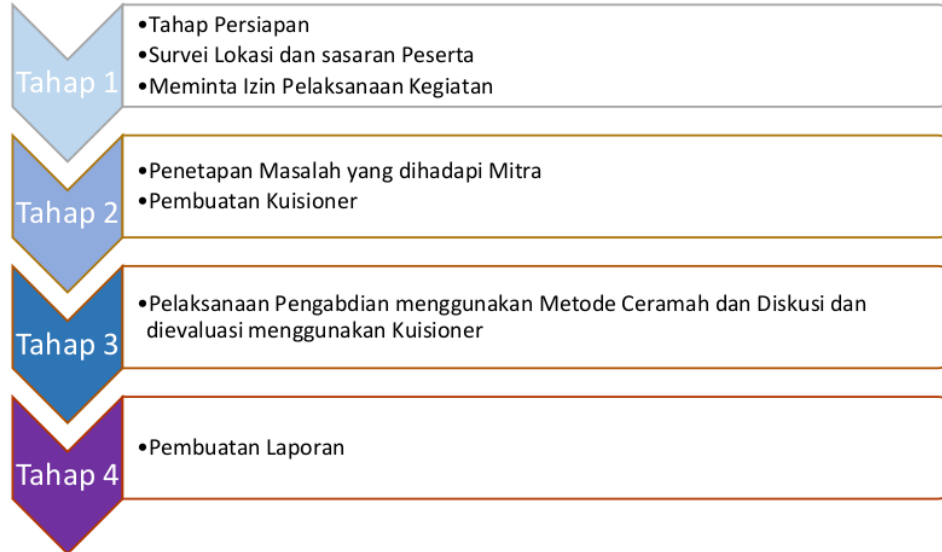 Tahap 1
•Tahap Persiapan
•Survei Lokasi dan sasaran Peserta
•Meminta Izin Pelaksanaan Kegiatan
Tahap 2
•Penetapan Masalah yang dihadapi Mitra
•Pembuatan Kuisioner
Tahap 3
•Pelaksanaan Pengabdian menggunakan Metode Ceramah dan Diskusi dan
dievaluasi menggunakan Kuisioner
Tahap 4
•Pembuatan Laporan